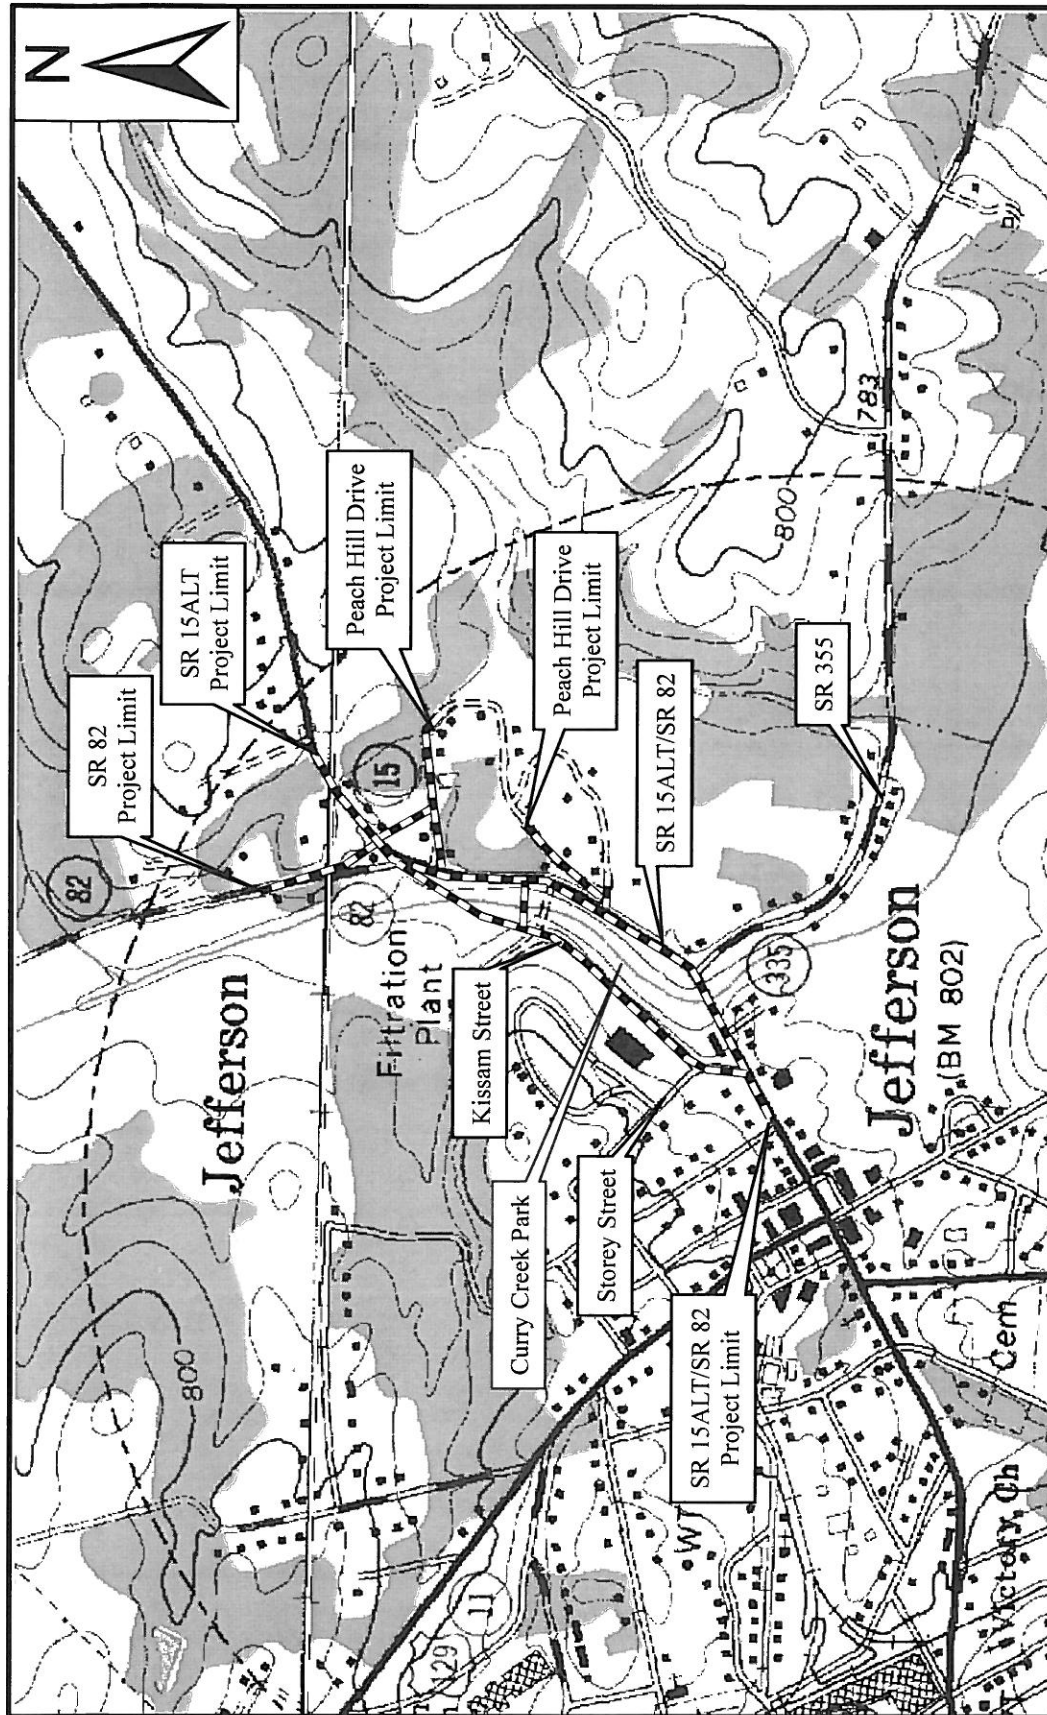 N
SR 82
Project Limit
SR 15ALT
Project Limit
Peach Hill Drive
Project Limit
Peach Hill Drive
Project Limit
SR 15ALT/SR 82
SR 355
82
15
82
335
783
800
Jefferson
Filtration
Plant
Kissam Street
Curry Creek Park
Storey Street
SR 15ALT/SR 82
Project Limit
Jefferson
(BM 802)
800
WT
11
129
Cem
Victory Ch